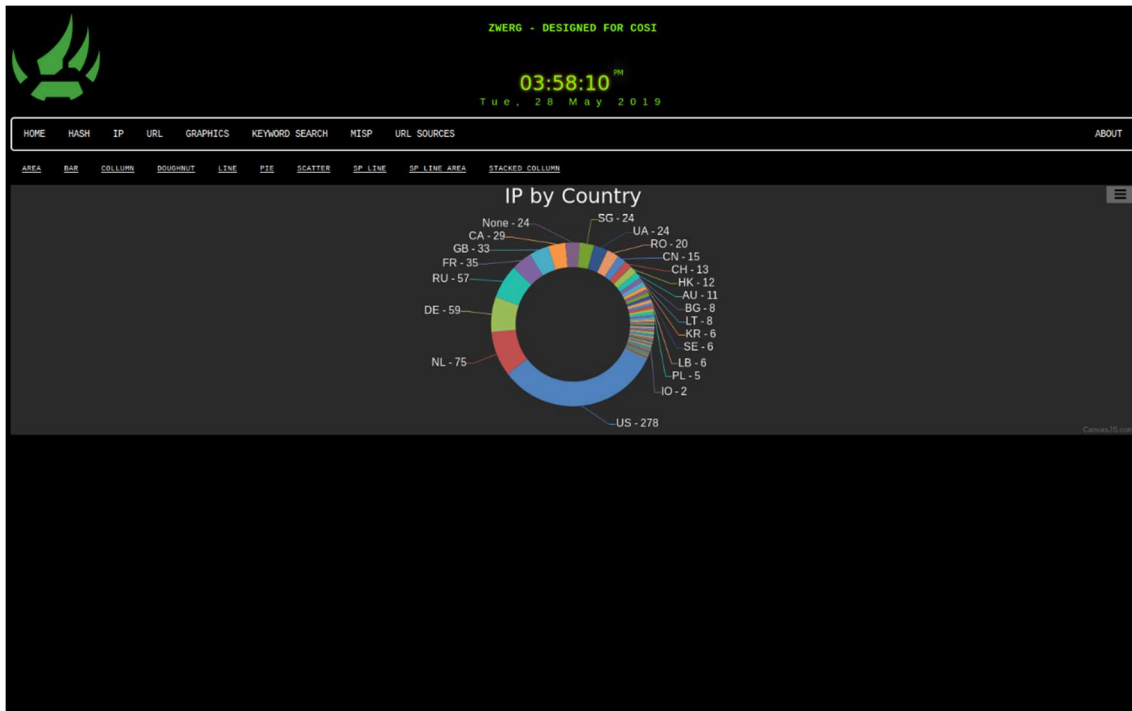 ZWERG - DESIGNED FOR COSI
03:58:10 PM
Tue, 28 May 2019
HOME HASH IP URL GRAPHICS KEYWORD SEARCH MISP URL SOURCES ABOUT
AREA BAR COLLUMN DOUGHNUT LINE PIE SCATTER SP LINE SP LINE AREA STACKED COLLUMN
IP by Country
None - 24
SG - 24
CA - 29
UA - 24
GB - 33
RO - 20
FR - 35
CN - 15
RU - 57
CH - 13
HK - 12
AU - 11
DE - 59
BG - 8
LT - 8
KR - 6
SE - 6
NL - 75
LB - 6
PL - 5
IO - 2
US - 278
CanvasJS.com